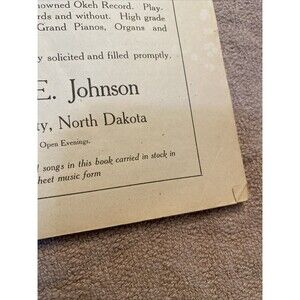 nowned Okeh Record. Play-
rds and without. High grade
Grand Pianos, Organs and
y solicited and filled promptly.
E. Johnson
ty, North Dakota
Open Evenings.
l songs in this book carried in stock in
heet music form